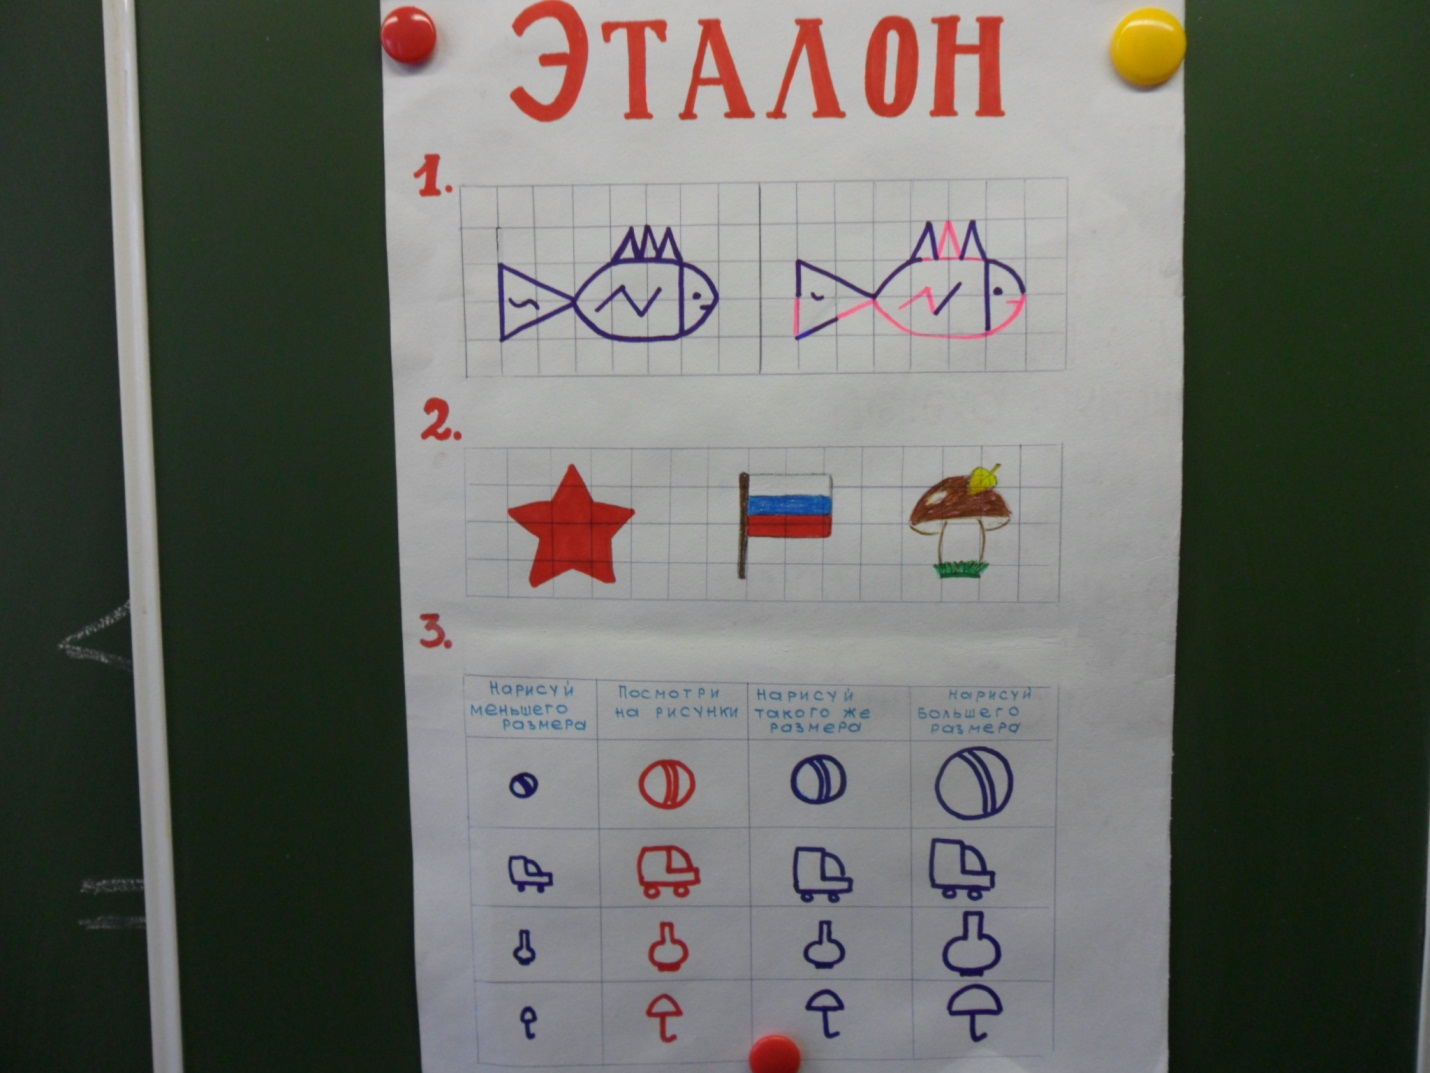 Эталон
1.
2.
3.
Нарисуй
меньшего
размера
Посмотри
на рисунки
Нарисуй
такого же
размера
Нарисуй
большего
размера